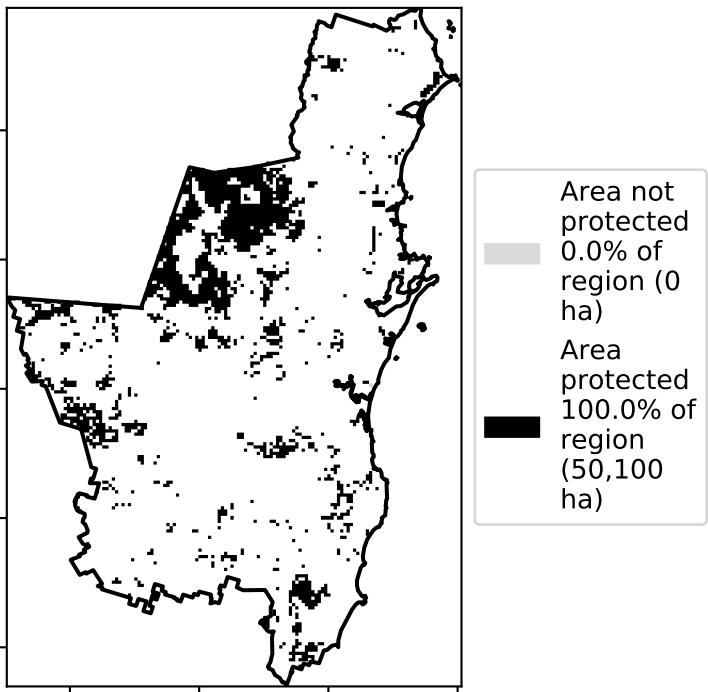 Area not
protected
0.0% of
region (0
ha)
Area
protected
100.0% of
region
(50,100
ha)